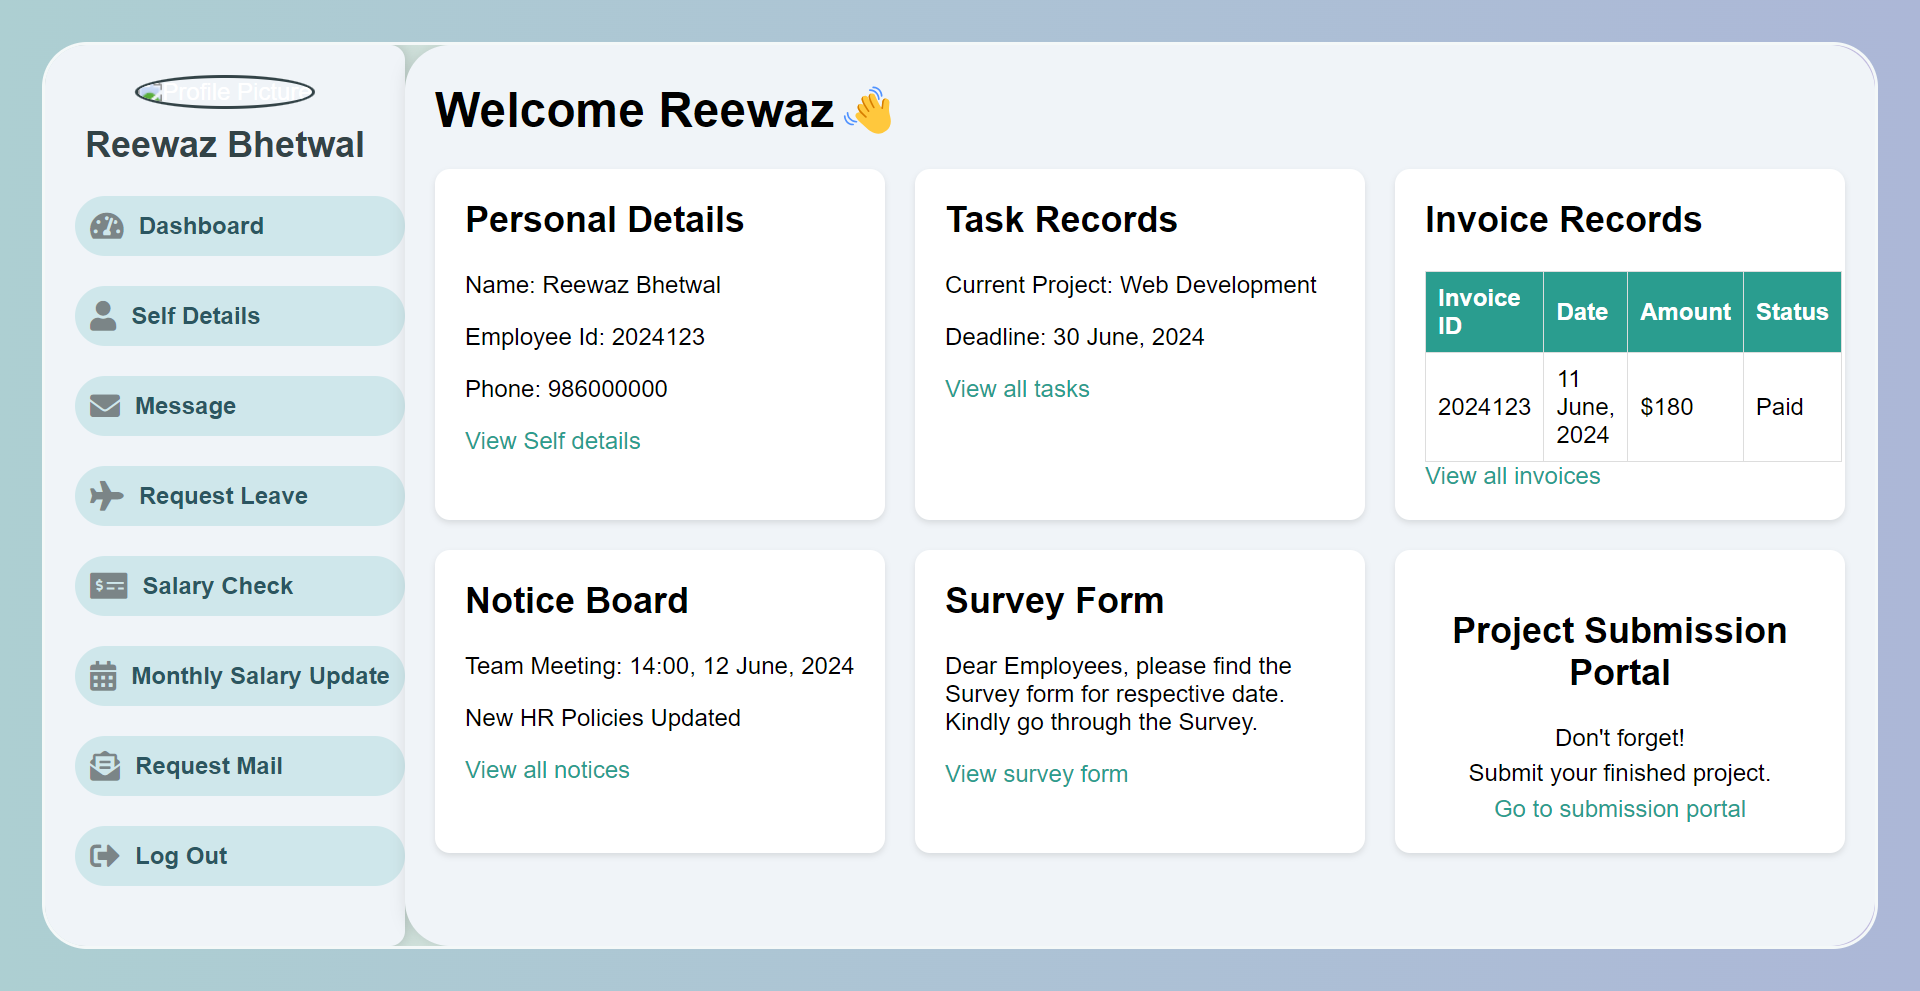 Profile Picture
Reewaz Bhetwal
Dashboard
Self Details
Message
Request Leave
Salary Check
Monthly Salary Update
Request Mail
Log Out
Welcome Reewaz 👋
Personal Details
Name: Reewaz Bhetwal
Employee Id: 2024123
Phone: 986000000
View Self details
Task Records
Current Project: Web Development
Deadline: 30 June, 2024
View all tasks
Invoice Records
Invoice
ID
Date
Amount
Status
2024123
11
June,
2024
$180
Paid
View all invoices
Notice Board
Team Meeting: 14:00, 12 June, 2024
New HR Policies Updated
View all notices
Survey Form
Dear Employees, please find the
Survey form for respective date.
Kindly go through the Survey.
View survey form
Project Submission
Portal
Don't forget!
Submit your finished project.
Go to submission portal